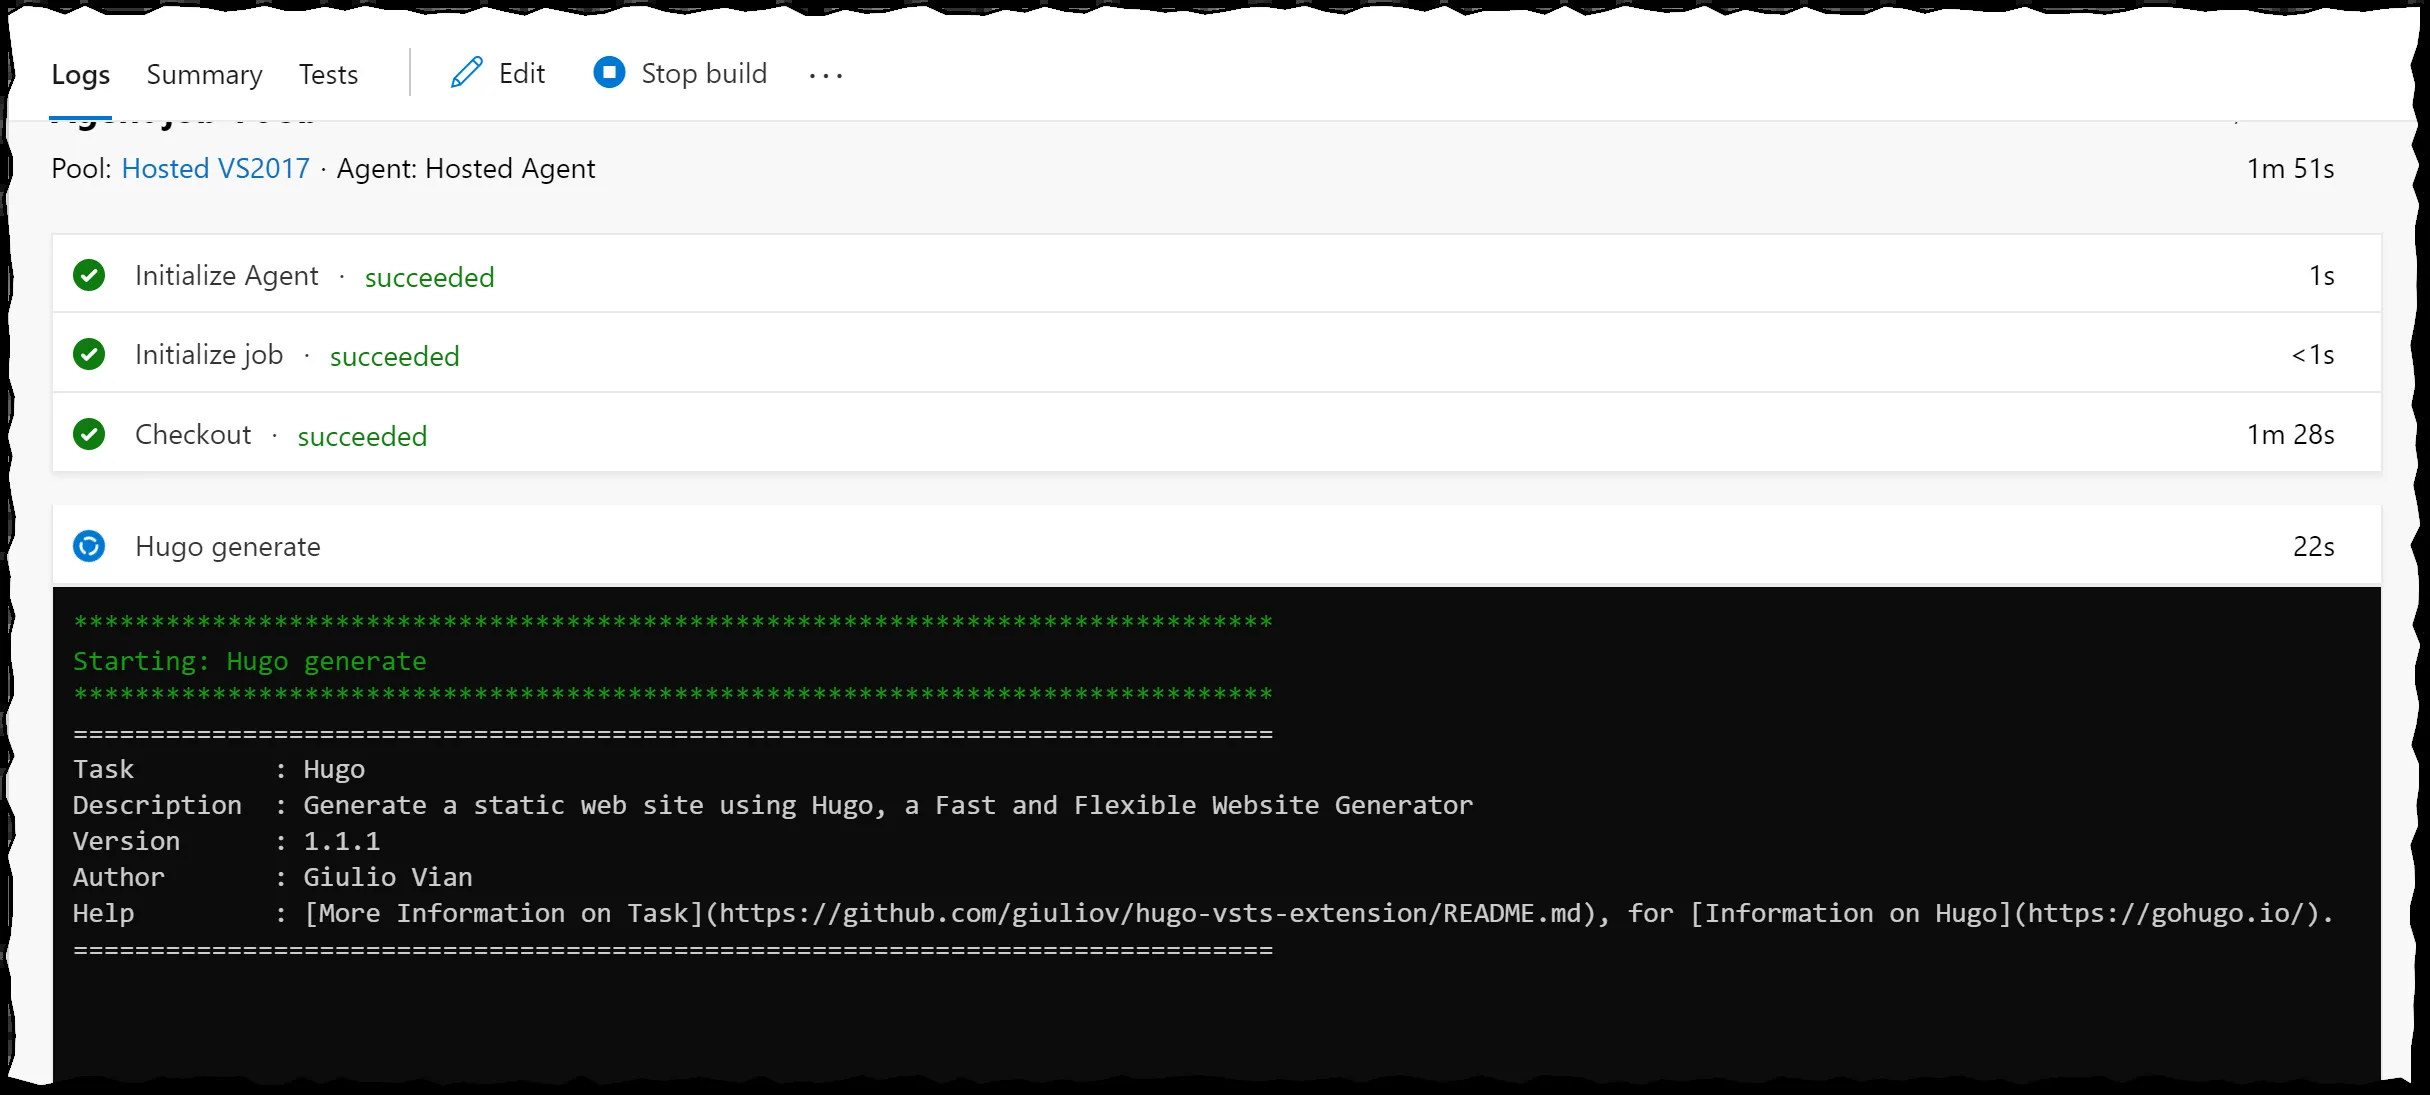 Logs Summary Tests Edit Stop build ...
Pool: Hosted VS2017 · Agent: Hosted Agent 1m 51s
Initialize Agent · succeeded 1s
Initialize job · succeeded <1s
Checkout · succeeded 1m 28s
Hugo generate 22s
******************************************************************************
Starting: Hugo generate
******************************************************************************
==============================================================================
Task         : Hugo
Description  : Generate a static web site using Hugo, a Fast and Flexible Website Generator
Version      : 1.1.1
Author       : Giulio Vian
Help         : [More Information on Task](https://github.com/giuliov/hugo-vsts-extension/README.md), for [Information on Hugo](https://gohugo.io/).
==============================================================================